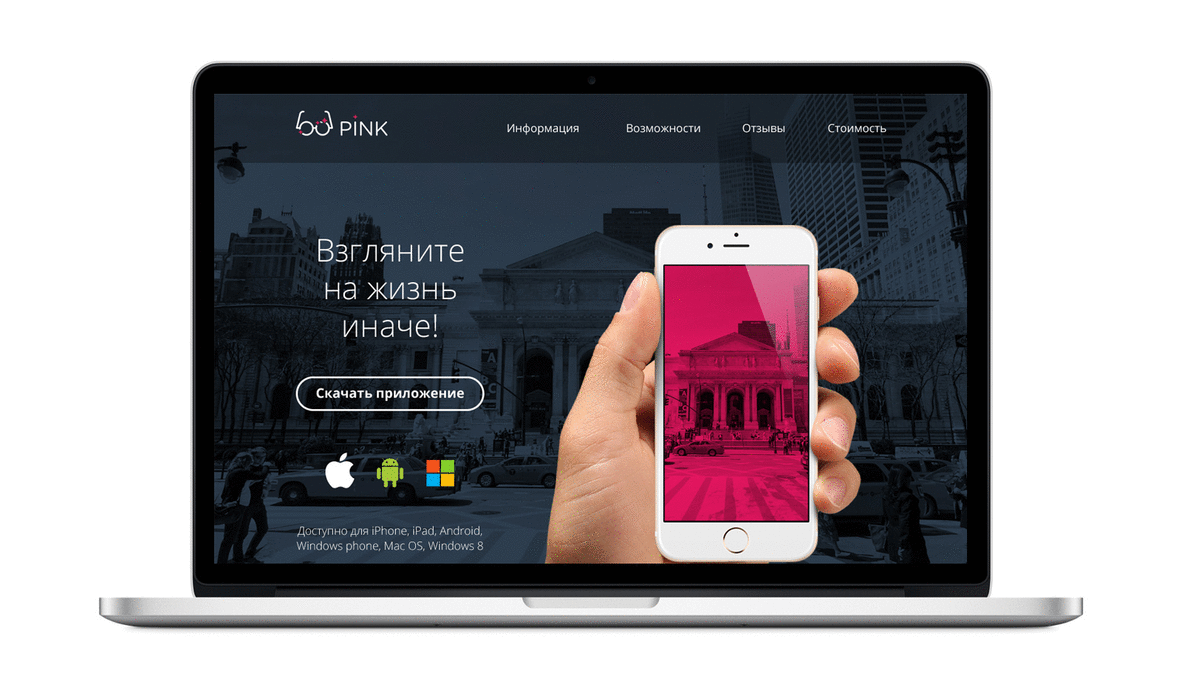 PINK
Информация Возможности Отзывы Стоимость
Взгляните
на жизнь
иначе!
Скачать приложение
Доступно для iPhone, iPad, Android,
Windows phone, Mac OS, Windows 8